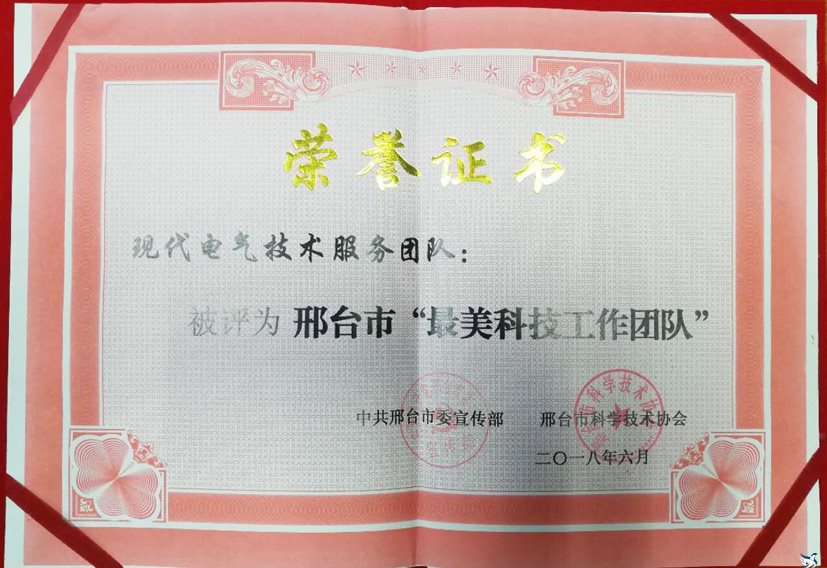 荣誉证书
现代电气技术服务团队：
被评为 邢台市“最美科技工作团队”
中共邢台市委宣传部 邢台市科学技术协会
二〇一八年六月